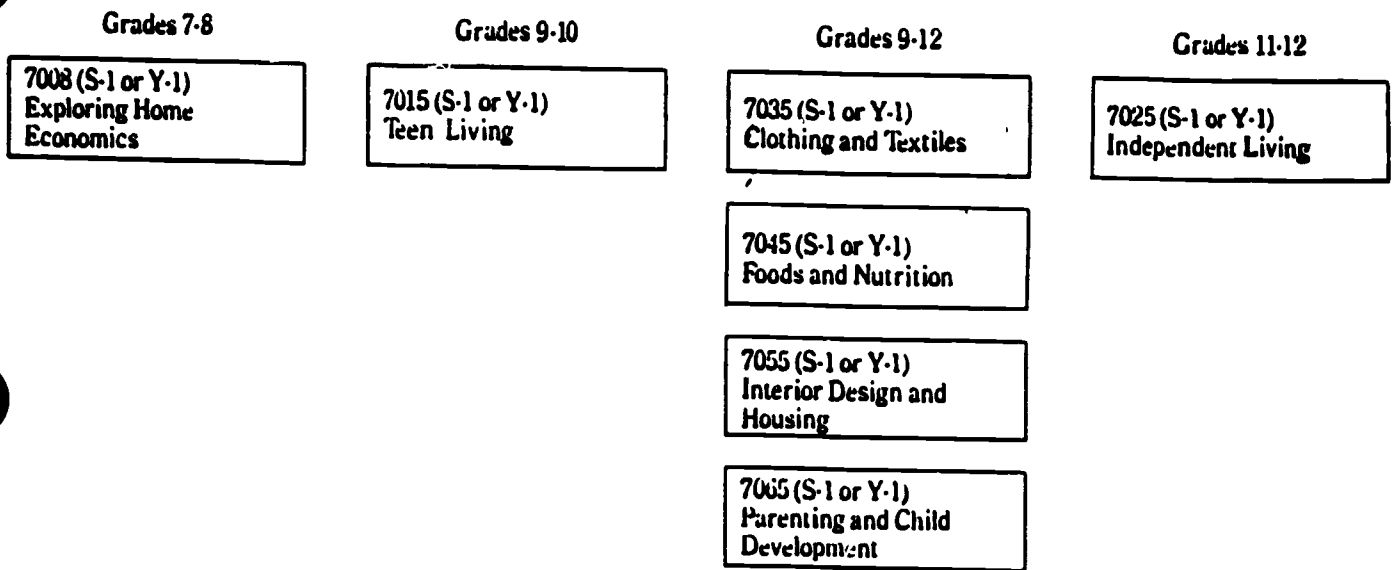 Grades 7-8
7008 (S-1 or Y-1)
Exploring Home
Economics
Grades 9-10
7015 (S-1 or Y-1)
Teen Living
Grades 9-12
7035 (S-1 or Y-1)
Clothing and Textiles
7045 (S-1 or Y-1)
Foods and Nutrition
7055 (S-1 or Y-1)
Interior Design and
Housing
7065 (S-1 or Y-1)
Parenting and Child
Development
Grades 11-12
7025 (S-1 or Y-1)
Independent Living